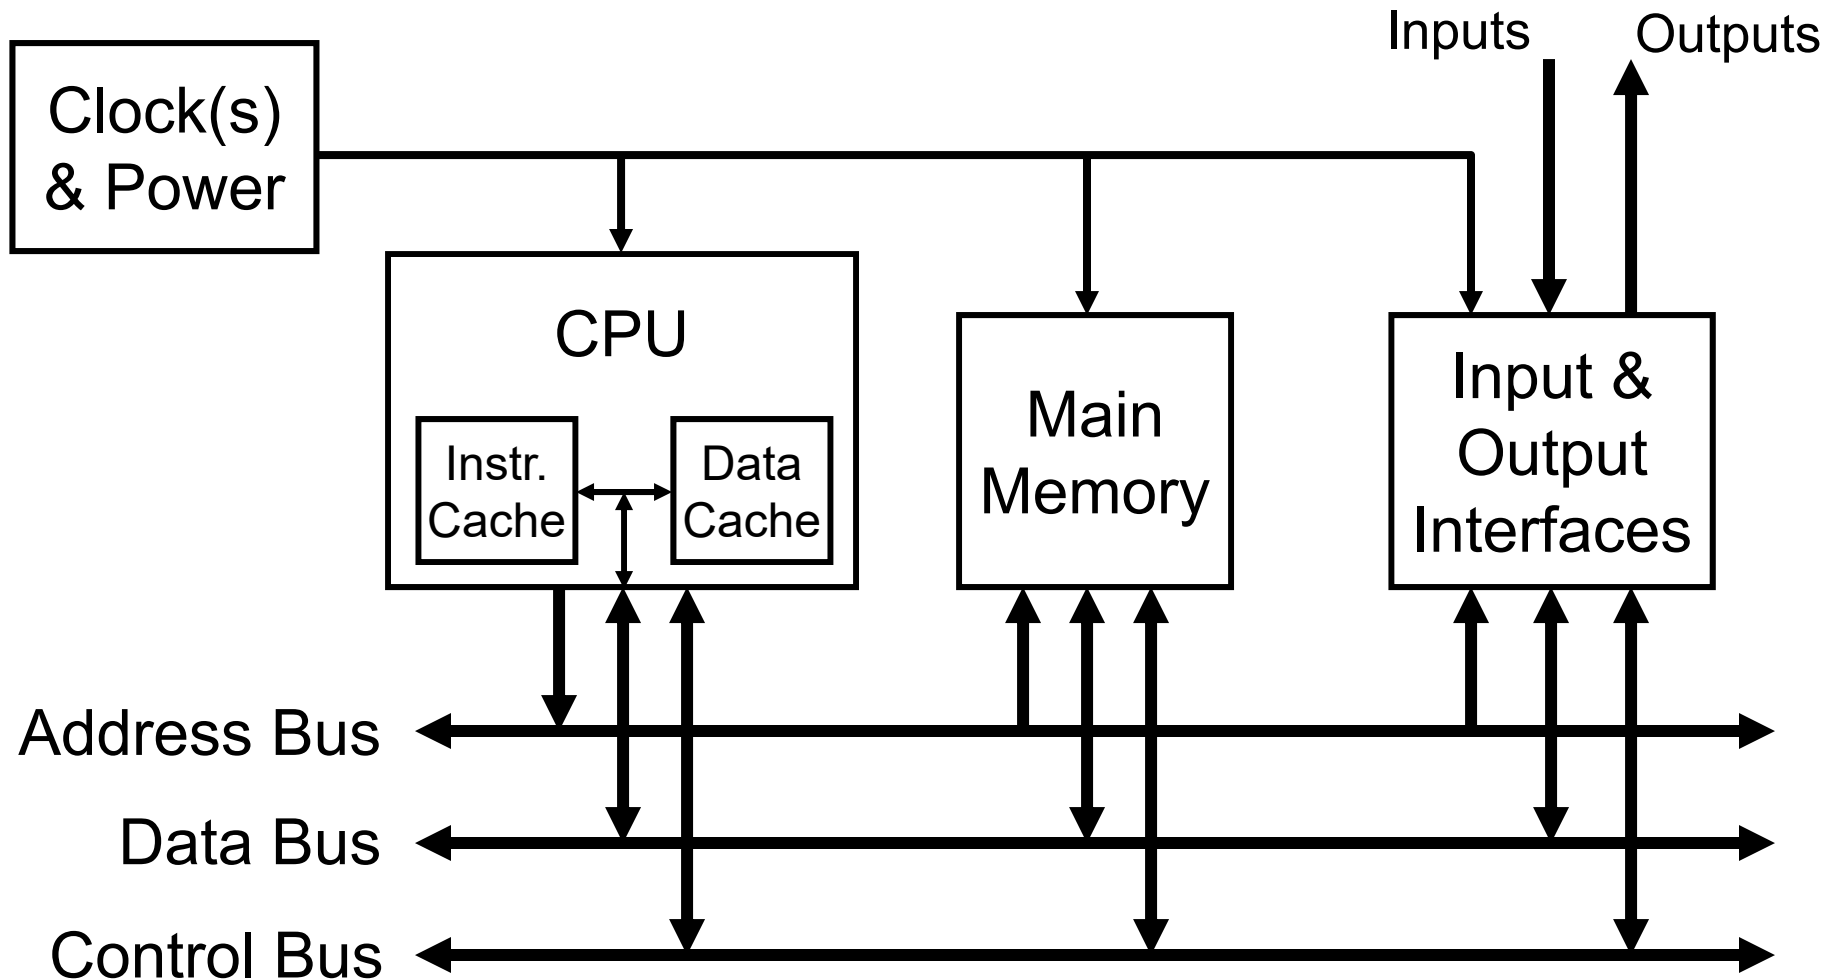 Inputs
Outputs
Clock(s)
& Power
CPU
Instr.
Cache
Data
Cache
Main
Memory
Input &
Output
Interfaces
Address Bus
Data Bus
Control Bus